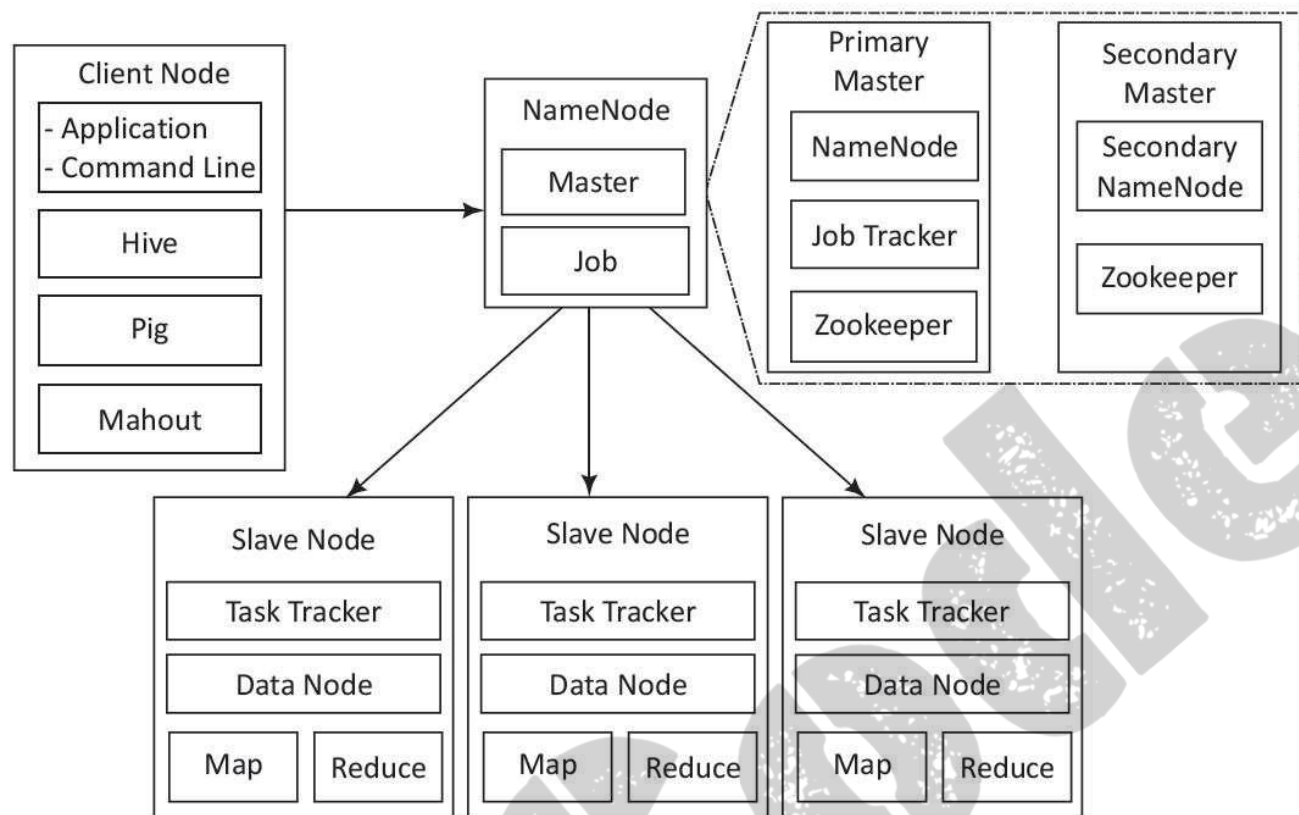 Client Node
- Application
- Command Line
Hive
Pig
Mahout
NameNode
Master
Job
Primary
Master
NameNode
Job Tracker
Zookeeper
Secondary
Master
Secondary
NameNode
Zookeeper
Slave Node
Task Tracker
Data Node
Map
Reduce
Slave Node
Task Tracker
Data Node
Map
Reduce
Slave Node
Task Tracker
Data Node
Map
Reduce